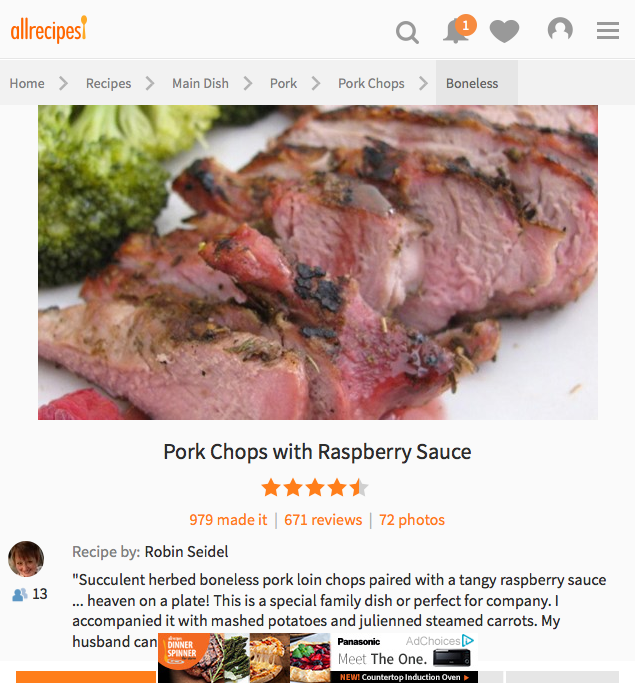 allrecipes
1
Home Recipes Main Dish Pork Pork Chops Boneless
Pork Chops with Raspberry Sauce
979 made it | 671 reviews | 72 photos
Recipe by: Robin Seidel
13
"Succulent herbed boneless pork loin chops paired with a tangy raspberry sauce
... heaven on a plate! This is a special family dish or perfect for company. I
accompanied it with mashed potatoes and julienned steamed carrots. My
husband can
DINNER
SPINNER
Panasonic
AdChoices
Meet The One.
NEW! Countertop Induction Oven